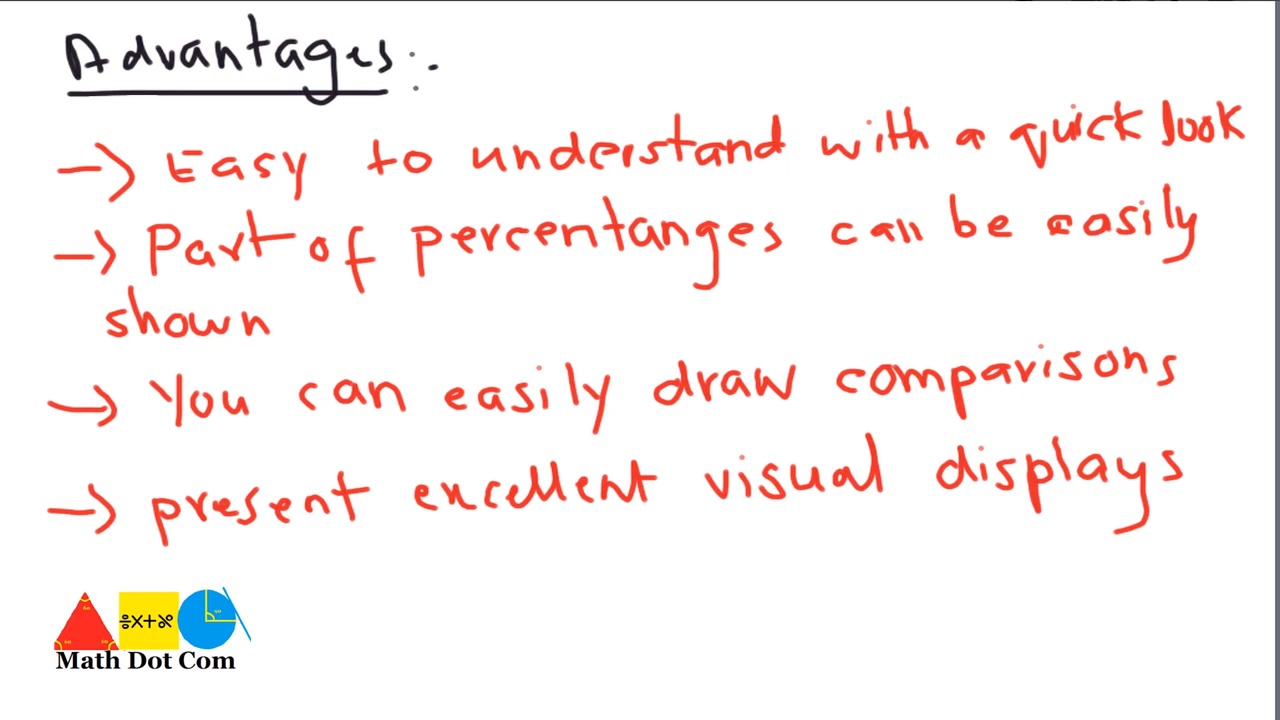 Advantages:-
→ Easy to understand with a quick look
→ Part of percentanges can be easily
shown
→ You can easily draw comparisons
→ present excellent visual displays
÷x+%
Math Dot Com